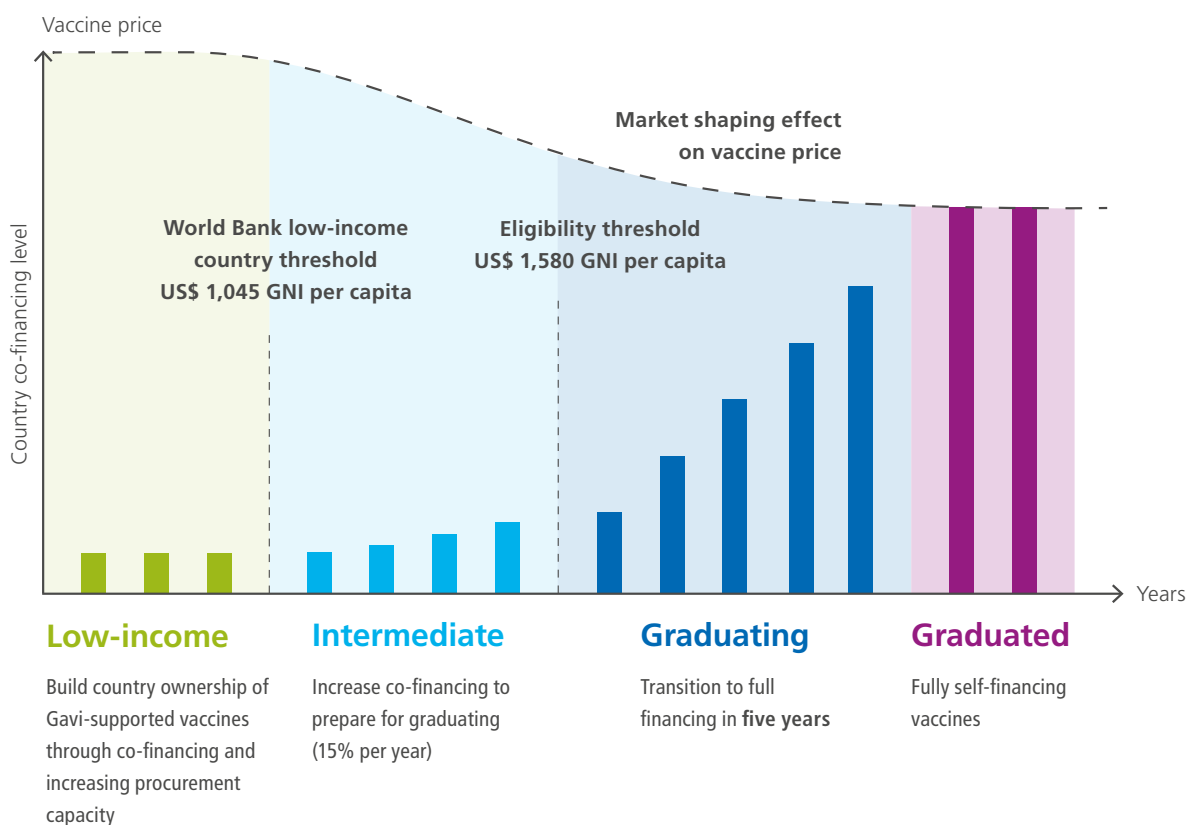 Vaccine price
Market shaping effect
on vaccine price
World Bank low-income
country threshold
US$ 1,045 GNI per capita
Eligibility threshold
US$ 1,580 GNI per capita
Country co-financing level
Years
Low-income
Build country ownership of
Gavi-supported vaccines
through co-financing and
increasing procurement
capacity
Intermediate
Increase co-financing to
prepare for graduating
(15% per year)
Graduating
Transition to full
financing in five years
Graduated
Fully self-financing
vaccines